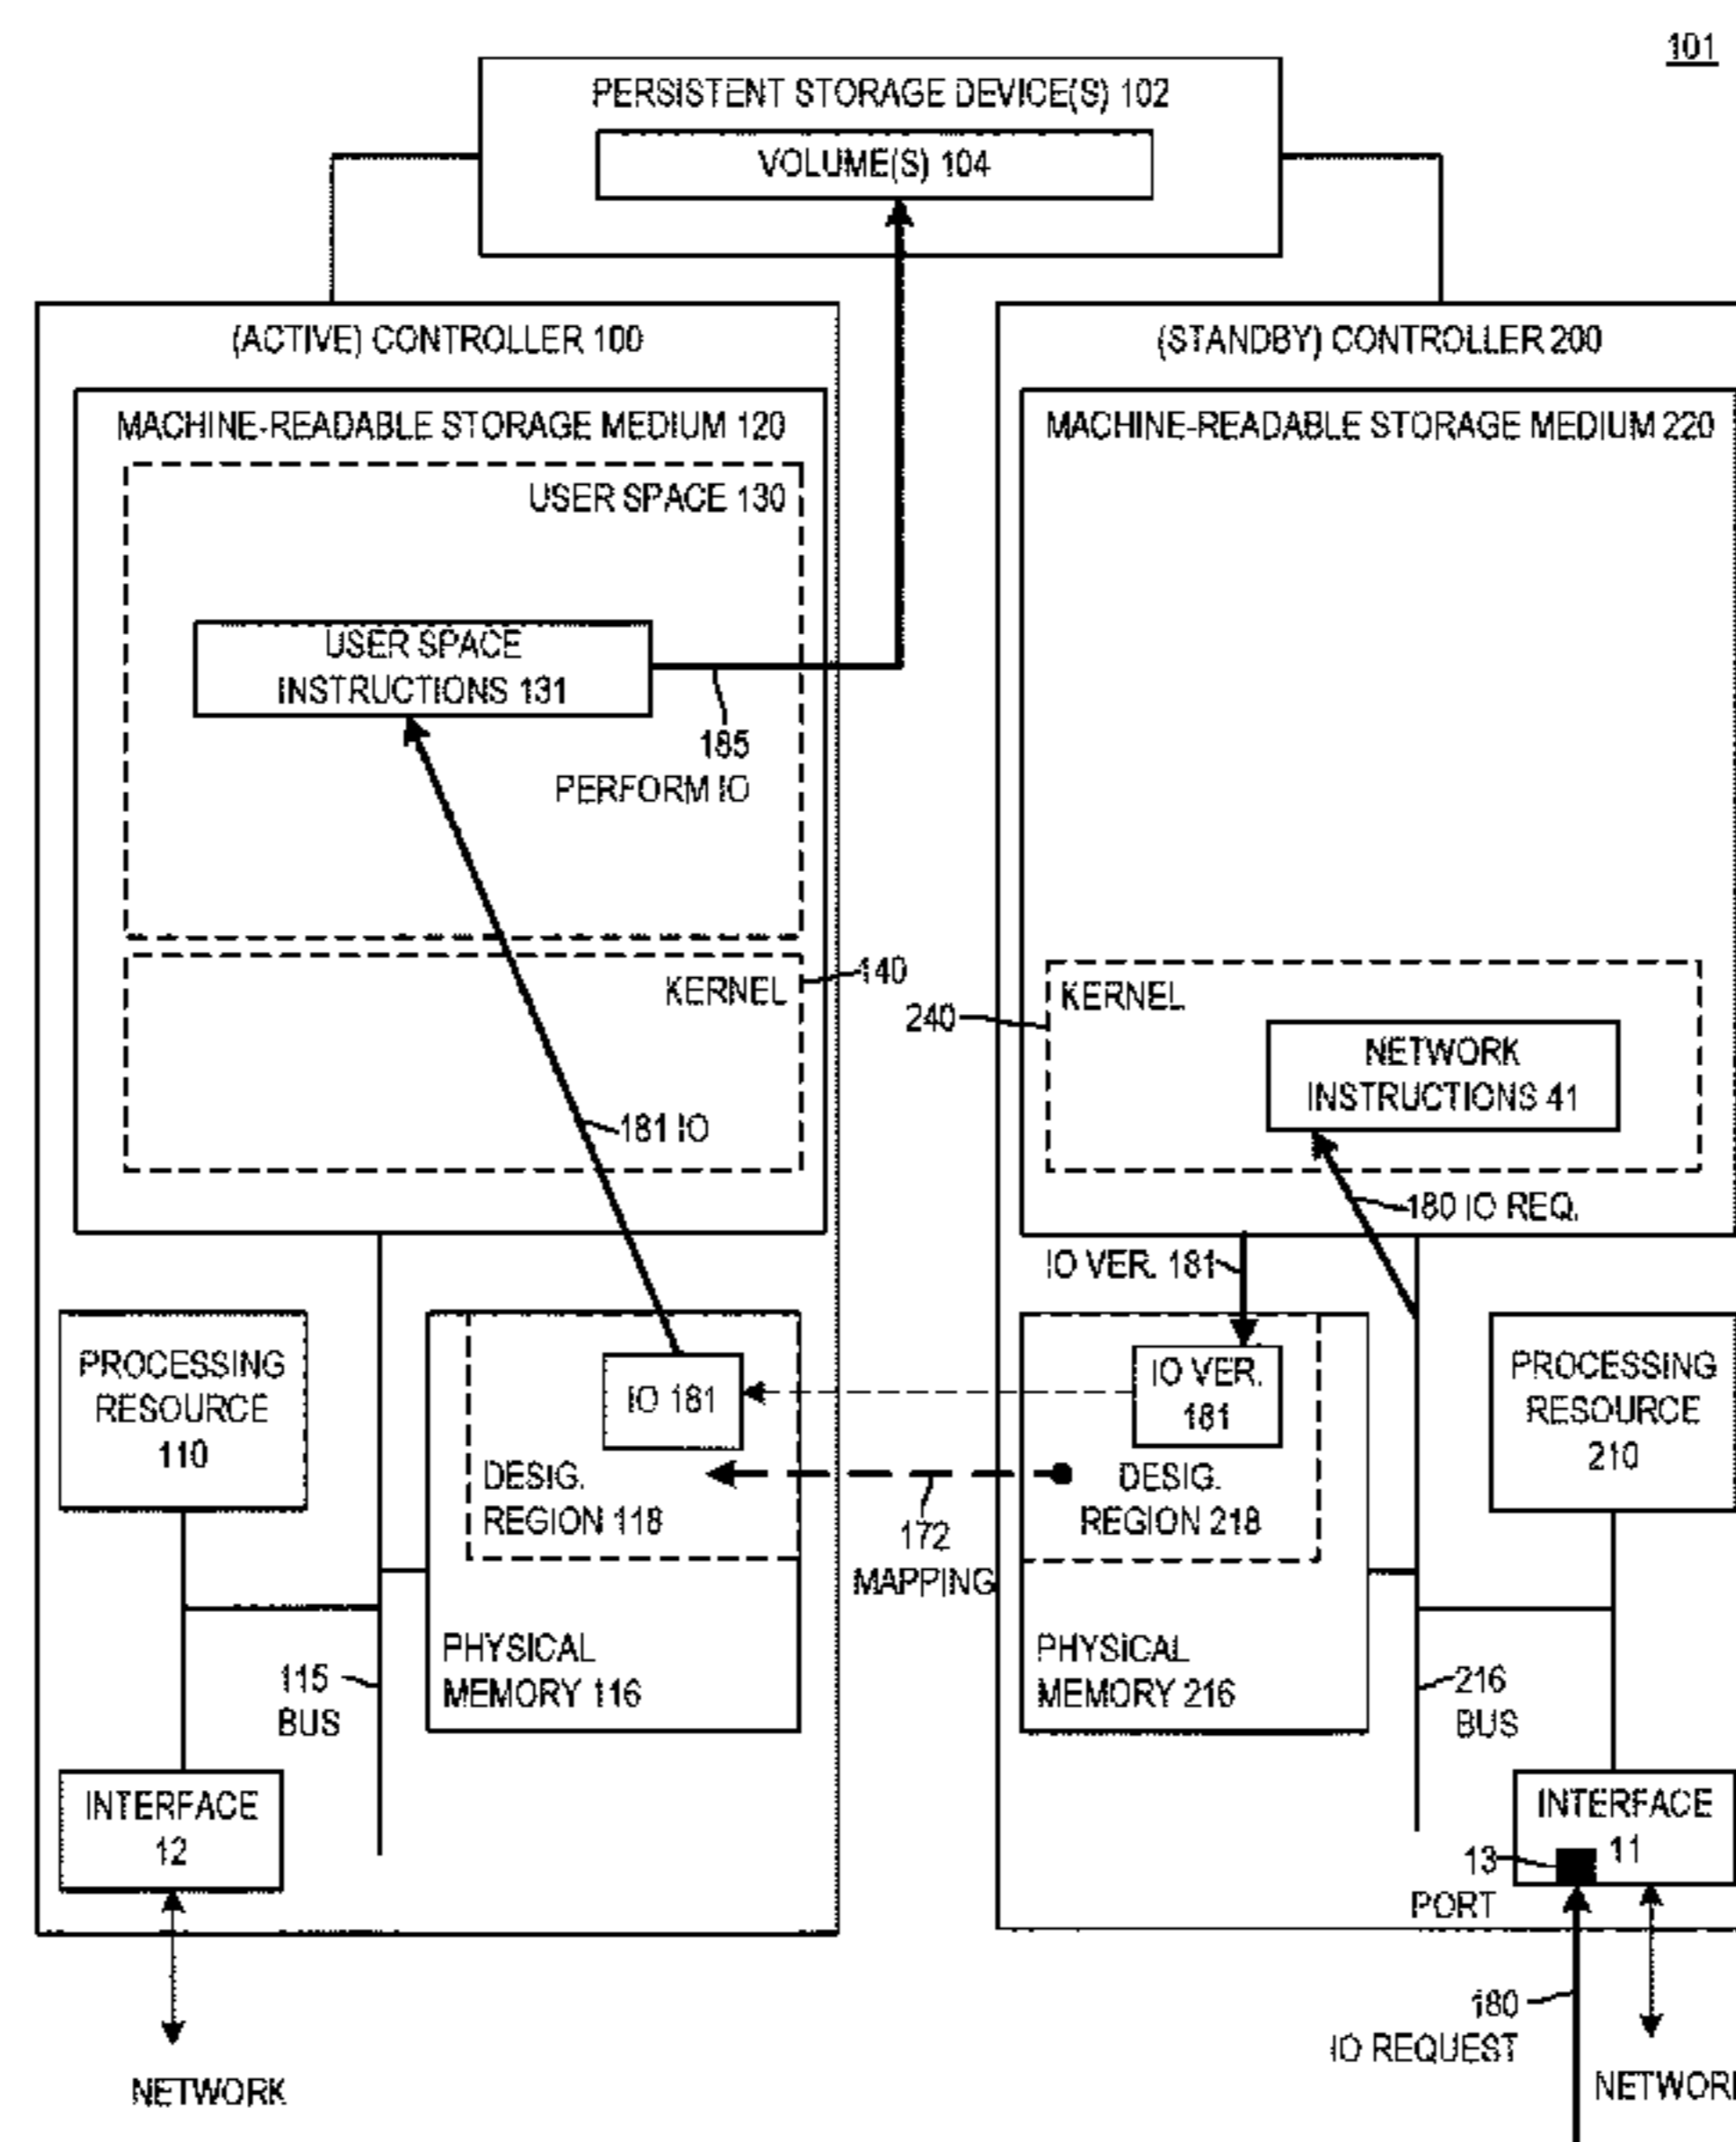 101
PERSISTENT STORAGE DEVICE(S) 102
VOLUME(S) 104
(ACTIVE) CONTROLLER 100
MACHINE-READABLE STORAGE MEDIUM 120
USER SPACE 130
USER SPACE
INSTRUCTIONS 131
185
PERFORM IO
KERNEL
140
181 IO
PROCESSING
RESOURCE
110
IO 181
DESIG.
REGION 118
PHYSICAL
MEMORY 116
115
BUS
INTERFACE
12
NETWORK
172
MAPPING
(STANDBY) CONTROLLER 200
MACHINE-READABLE STORAGE MEDIUM 220
240
KERNEL
NETWORK
INSTRUCTIONS 41
180 IO REQ.
IO VER. 181
IO VER.
181
DESIG.
REGION 218
PHYSICAL
MEMORY 216
PROCESSING
RESOURCE
210
216
BUS
INTERFACE
11
13
PORT
180
IO REQUEST
NETWORK